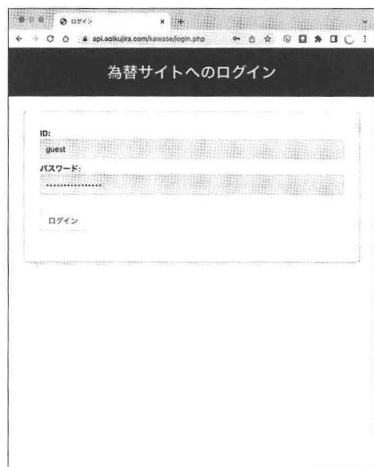 ログイン
api.aoikujira.com/kawase/login.php
為替サイトへのログイン
ID:
guest
パスワード:
................
ログイン